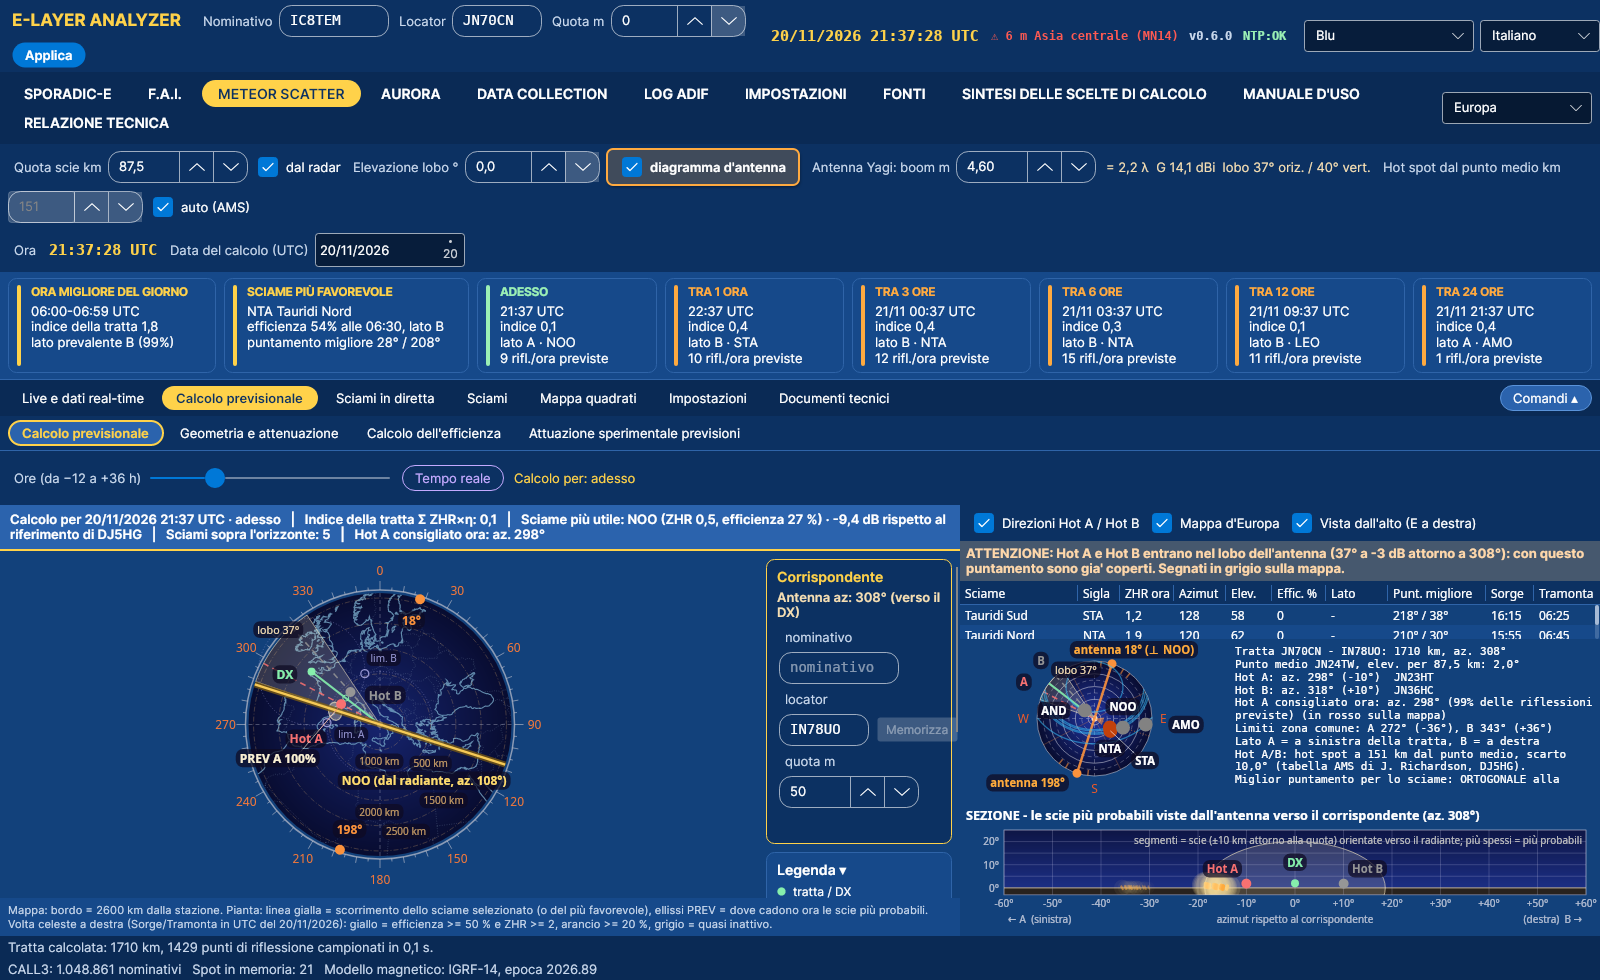 E-LAYER ANALYZER
Nominativo IC8TEM Locator JN70CN Quota m 0
20/11/2026 21:37:28 UTC ⚠ 6 m Asia centrale (MN14) v0.6.0 NTP:OK Blu Italiano
Applica
SPORADIC-E F.A.I. METEOR SCATTER AURORA DATA COLLECTION LOG ADIF IMPOSTAZIONI FONTI SINTESI DELLE SCELTE DI CALCOLO MANUALE D'USO
RELAZIONE TECNICA
Europa
Quota scie km 87,5 dal radar Elevazione lobo ° 0,0 diagramma d'antenna Antenna Yagi: boom m 4,60 = 2,2 λ G 14,1 dBi lobo 37° oriz. / 40° vert. Hot spot dal punto medio km
151 auto (AMS)
Ora 21:37:28 UTC Data del calcolo (UTC) 20/11/2026 20
ORA MIGLIORE DEL GIORNO
06:00-06:59 UTC
indice della tratta 1,8
lato prevalente B (99%)
SCIAME PIÙ FAVOREVOLE
NTA Tauridi Nord
efficienza 54% alle 06:30, lato B
puntamento migliore 28° / 208°
ADESSO
21:37 UTC
indice 0,1
lato A · NOO
9 rifl./ora previste
TRA 1 ORA
22:37 UTC
indice 0,4
lato B · STA
10 rifl./ora previste
TRA 3 ORE
21/11 00:37 UTC
indice 0,4
lato B · NTA
12 rifl./ora previste
TRA 6 ORE
21/11 03:37 UTC
indice 0,3
lato B · NTA
15 rifl./ora previste
TRA 12 ORE
21/11 09:37 UTC
indice 0,1
lato B · LEO
11 rifl./ora previste
TRA 24 ORE
21/11 21:37 UTC
indice 0,4
lato A · AMO
1 rifl./ora previste
Live e dati real-time Calcolo previsionale Sciami in diretta Sciami Mappa quadrati Impostazioni Documenti tecnici Comandi ▴
Calcolo previsionale Geometria e attenuazione Calcolo dell'efficienza Attuazione sperimentale previsioni
Ore (da −12 a +36 h) Tempo reale Calcolo per: adesso
Calcolo per 20/11/2026 21:37 UTC · adesso | Indice della tratta Σ ZHR×η: 0,1 | Sciame più utile: NOO (ZHR 0,5, efficienza 27 %) · -9,4 dB rispetto al
riferimento di DJ5HG | Sciami sopra l'orizzonte: 5 | Hot A consigliato ora: az. 298°
0
330 30
18°
lobo 37°
300 60
lim. B
DX
Hot B
270 90
Hot A lim. A
PREV A 100%
1000 km 500 km
NOO (dal radiante, az. 108°)
240 1500 km 120
2000 km
198° 2500 km
210 150
180
Corrispondente
Antenna az: 308° (verso il
DX)
nominativo
nominativo
locator
IN78UO Memorizza
quota m
50
Legenda ▾
tratta / DX
Direzioni Hot A / Hot B Mappa d'Europa Vista dall'alto (E a destra)
ATTENZIONE: Hot A e Hot B entrano nel lobo dell'antenna (37° a -3 dB attorno a 308°): con questo
puntamento sono gia' coperti. Segnati in grigio sulla mappa.
Sciame Sigla ZHR ora Azimut Elev. Effic. % Lato Punt. migliore Sorge Tramonta
Tauridi Sud STA 1,2 128 58 0 - 218° / 38° 16:15 06:25
Tauridi Nord NTA 1,9 120 62 0 - 210° / 30° 15:55 06:45
antenna 18° (⊥ NOO)
B lobo 37°
A
AND NOO
W E AMO
NTA
STA
antenna 198° S
Tratta JN70CN - IN78UO: 1710 km, az. 308°
Punto medio JN24TW, elev. per 87,5 km: 2,0°
Hot A: az. 298° (-10°) JN23HT
Hot B: az. 318° (+10°) JN36HC
Hot A consigliato ora: az. 298° (99% delle riflessioni
previste) (in rosso sulla mappa)
Limiti zona comune: A 272° (-36°), B 343° (+36°)
Lato A = a sinistra della tratta, B = a destra
Hot A/B: hot spot a 151 km dal punto medio, scarto
10,0° (tabella AMS di J. Richardson, DJ5HG).
Miglior puntamento per lo sciame: ORTOGONALE alla
SEZIONE - le scie più probabili viste dall'antenna verso il corrispondente (az. 308°)
20° segmenti = scie (±10 km attorno alla quota) orientate verso il radiante; più spessi = più probabili
10° Hot A DX Hot B
0°
-60° -50° -40° -30° -20° -10° 0° +10° +20° +30° +40° +50° +60°
← A (sinistra) azimut rispetto al corrispondente (destra) B →
Mappa: bordo = 2600 km dalla stazione. Pianta: linea gialla = scorrimento dello sciame selezionato (o del più favorevole), ellissi PREV = dove cadono ora le scie più probabili.
Volta celeste a destra (Sorge/Tramonta in UTC del 20/11/2026): giallo = efficienza >= 50 % e ZHR >= 2, arancio >= 20 %, grigio = quasi inattivo.
Tratta calcolata: 1710 km, 1429 punti di riflessione campionati in 0,1 s.
CALL3: 1.048.861 nominativi Spot in memoria: 21 Modello magnetico: IGRF-14, epoca 2026.89